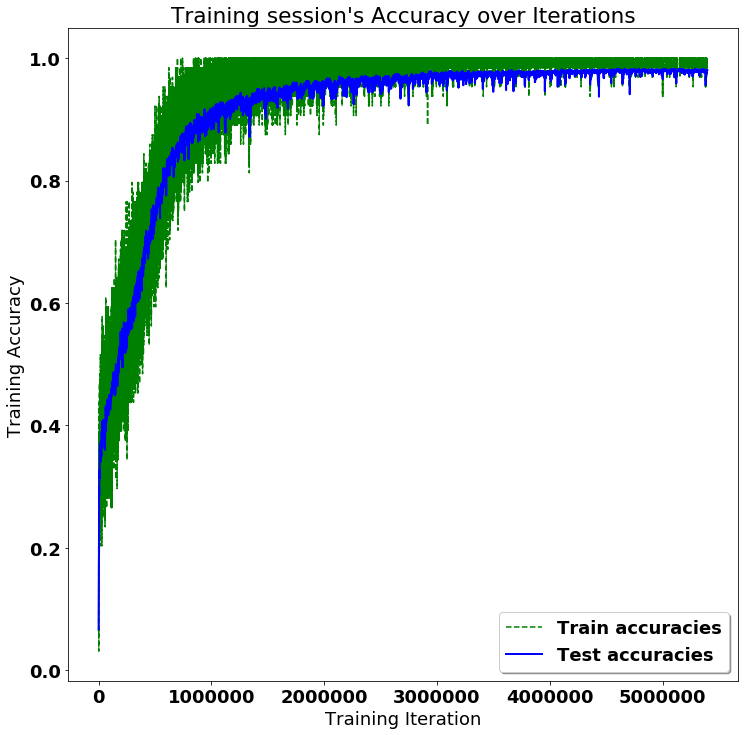 Training session's Accuracy over Iterations
Training Accuracy
1.0
0.8
0.6
0.4
0.2
0.0
0 1000000 2000000 3000000 4000000 5000000
Training Iteration
Train accuracies
Test accuracies